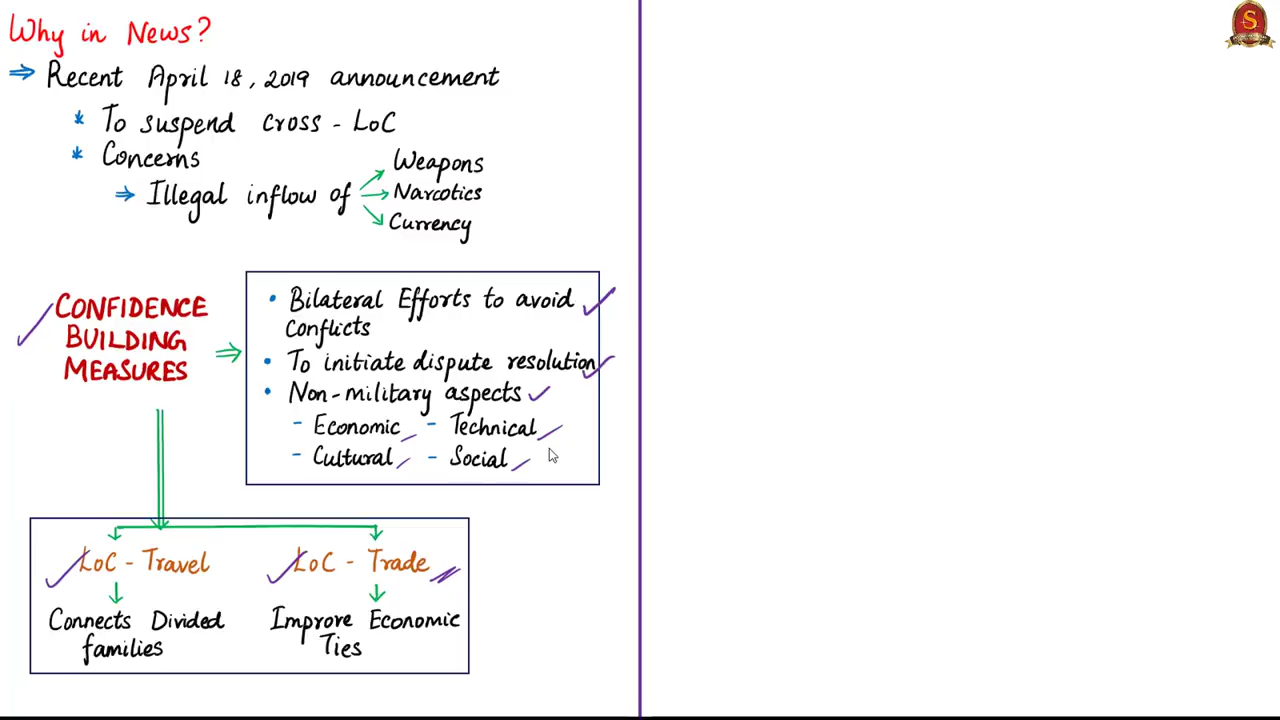 Why in News?
⇒ Recent April 18, 2019 announcement
* To suspend cross - LoC
* Concerns
⇒ Illegal inflow of
Weapons
Narcotics
Currency
CONFIDENCE
BUILDING
MEASURES
• Bilateral Efforts to avoid
conflicts
• To initiate dispute resolution
• Non-military aspects
- Economic - Technical
- Cultural - Social
LoC - Travel
Connects Divided
families
LoC - Trade
Improve Economic
Ties
S